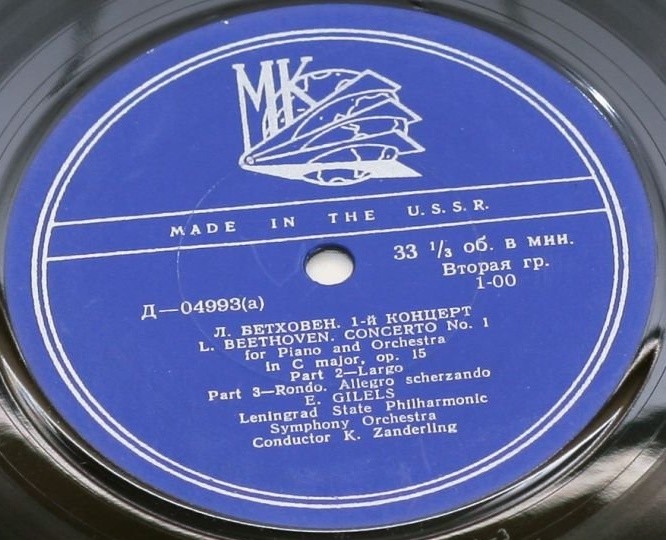 МК
MADE IN THE U.S.S.R.
33 1/3 об. в мин.
Вторая гр.
1-00
Д—04993(а)
Л. БЕТХОВЕН. 1-й КОНЦЕРТ
L. BEETHOVEN. CONCERTO No. 1
for Piano and Orchestra
in C major, op. 15
Part 2—Largo
Part 3—Rondo. Allegro scherzando
E. GILELS
Leningrad State Philharmonic
Symphony Orchestra
Conductor K. Zanderling